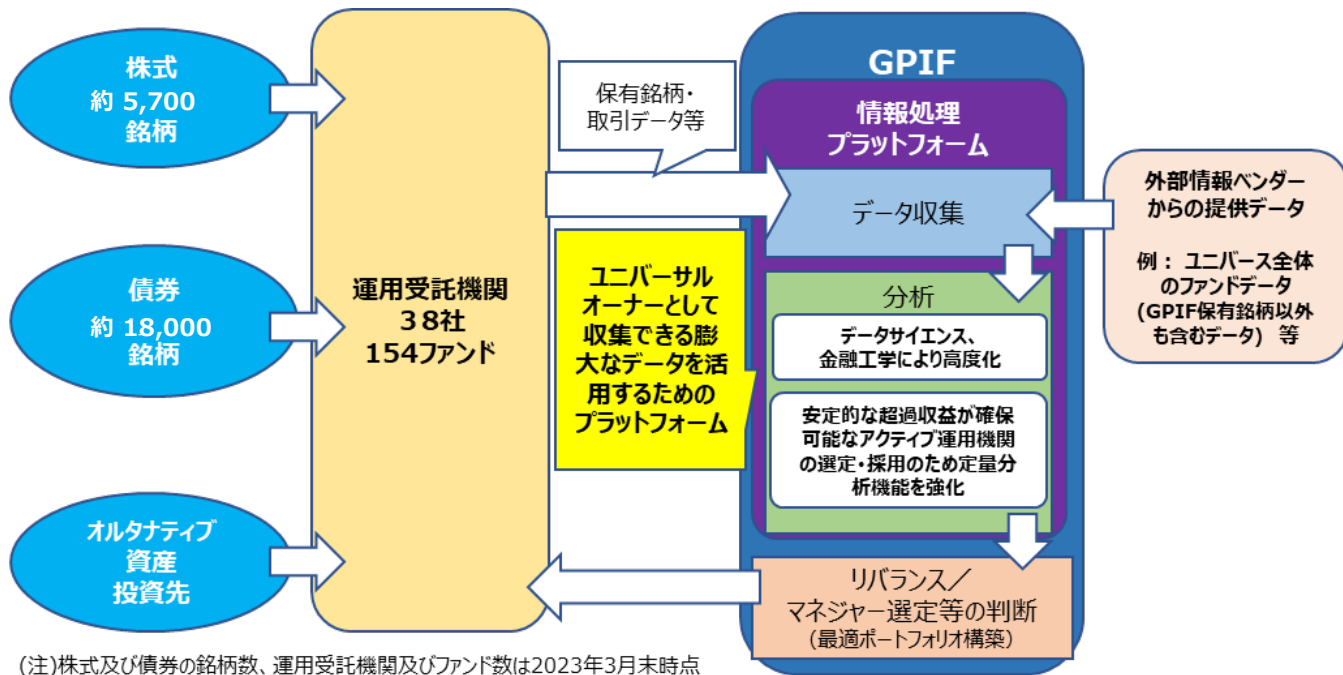 株式
約 5,700
銘柄
債券
約 18,000
銘柄
オルタナティブ
資産
投資先
運用受託機関
３８社
154ファンド
保有銘柄・
取引データ等
ユニバーサル
オーナーとして
収集できる膨
大なデータを活
用するための
プラットフォーム
GPIF
情報処理
プラットフォーム
データ収集
分析
データサイエンス、
金融工学により高度化
安定的な超過収益が確保
可能なアクティブ運用機関
の選定・採用のため定量分
析機能を強化
リバランス／
マネジャー選定等の判断
（最適ポートフォリオ構築）
外部情報ベンダー
からの提供データ
例： ユニバース全体
のファンドデータ
(GPIF保有銘柄以外
も含むデータ) 等
(注)株式及び債券の銘柄数、運用受託機関及びファンド数は2023年3月末時点